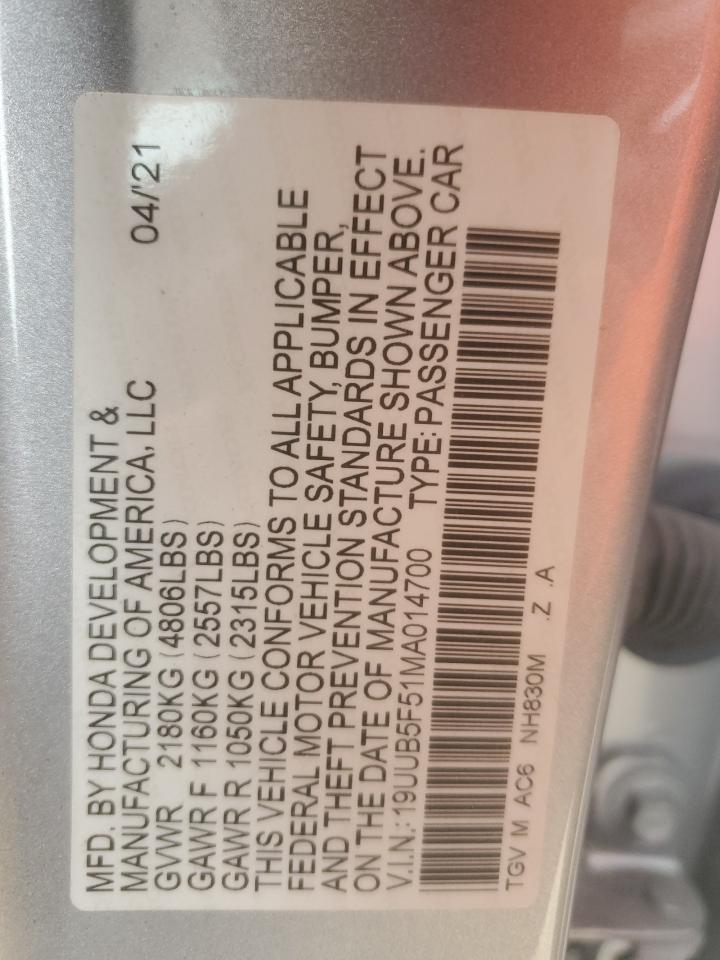 MFD. BY HONDA DEVELOPMENT &
MANUFACTURING OF AMERICA, LLC 04/'21
GVWR 2180KG (4806LBS)
GAWR F 1160KG (2557LBS)
GAWR R 1050KG (2315LBS)
THIS VEHICLE CONFORMS TO ALL APPLICABLE
FEDERAL MOTOR VEHICLE SAFETY, BUMPER,
AND THEFT PREVENTION STANDARDS IN EFFECT
ON THE DATE OF MANUFACTURE SHOWN ABOVE.
V.I.N.: 19UUB5F51MA014700 TYPE: PASSENGER CAR
TGV M AC6 NH830M .Z .A